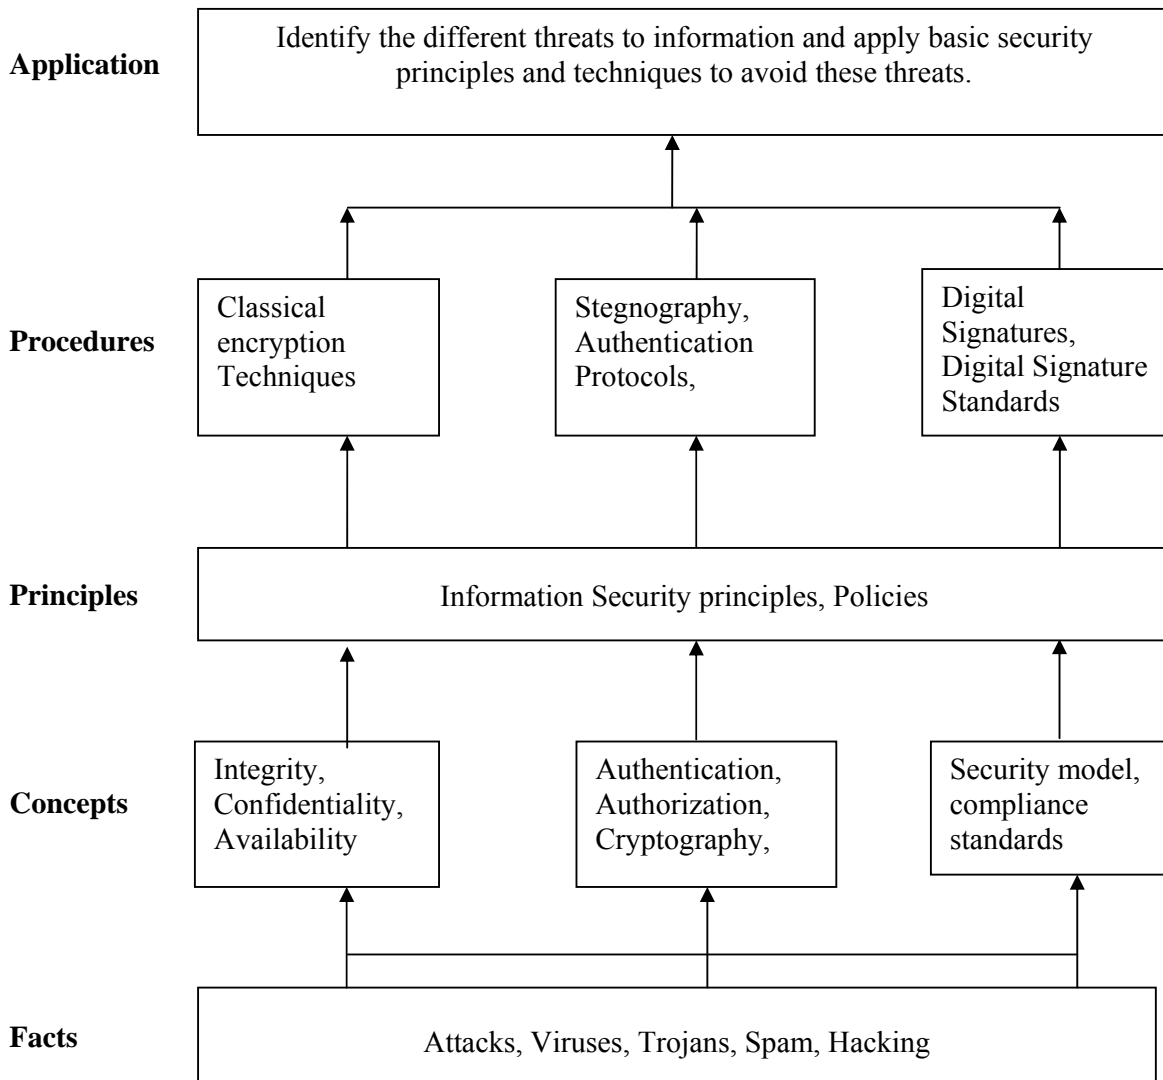 Application
Identify the different threats to information and apply basic security
principles and techniques to avoid these threats.
Procedures
Classical
encryption
Techniques
Stegnography,
Authentication
Protocols,
Digital
Signatures,
Digital Signature
Standards
Principles
Information Security principles, Policies
Concepts
Integrity,
Confidentiality,
Availability
Authentication,
Authorization,
Cryptography,
Security model,
compliance
standards
Facts
Attacks, Viruses, Trojans, Spam, Hacking